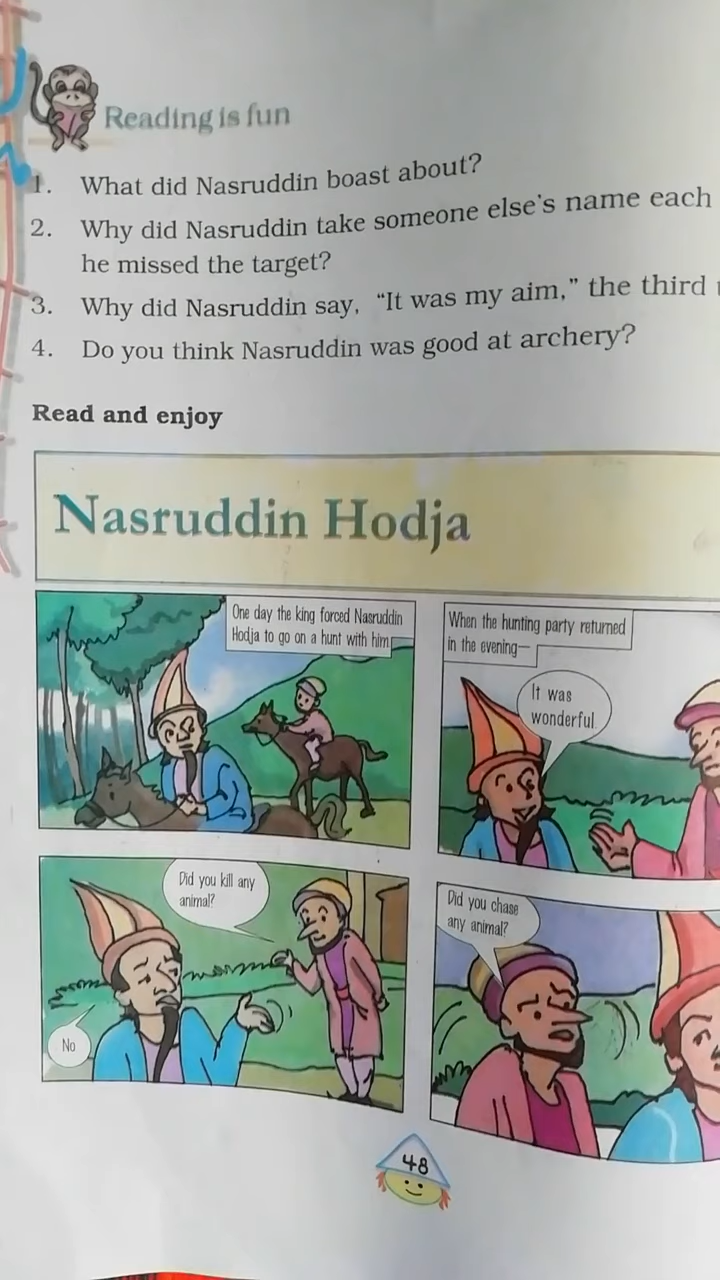 Reading is fun
1. What did Nasruddin boast about?
2. Why did Nasruddin take someone else's name each
he missed the target?
3. Why did Nasruddin say, “It was my aim,” the third
4. Do you think Nasruddin was good at archery?
Read and enjoy
Nasruddin Hodja
One day the king forced Nasruddin
Hodja to go on a hunt with him
When the hunting party returned
in the evening—
It was
wonderful.
Did you kill any
animal?
No
Did you chase
any animal?
48